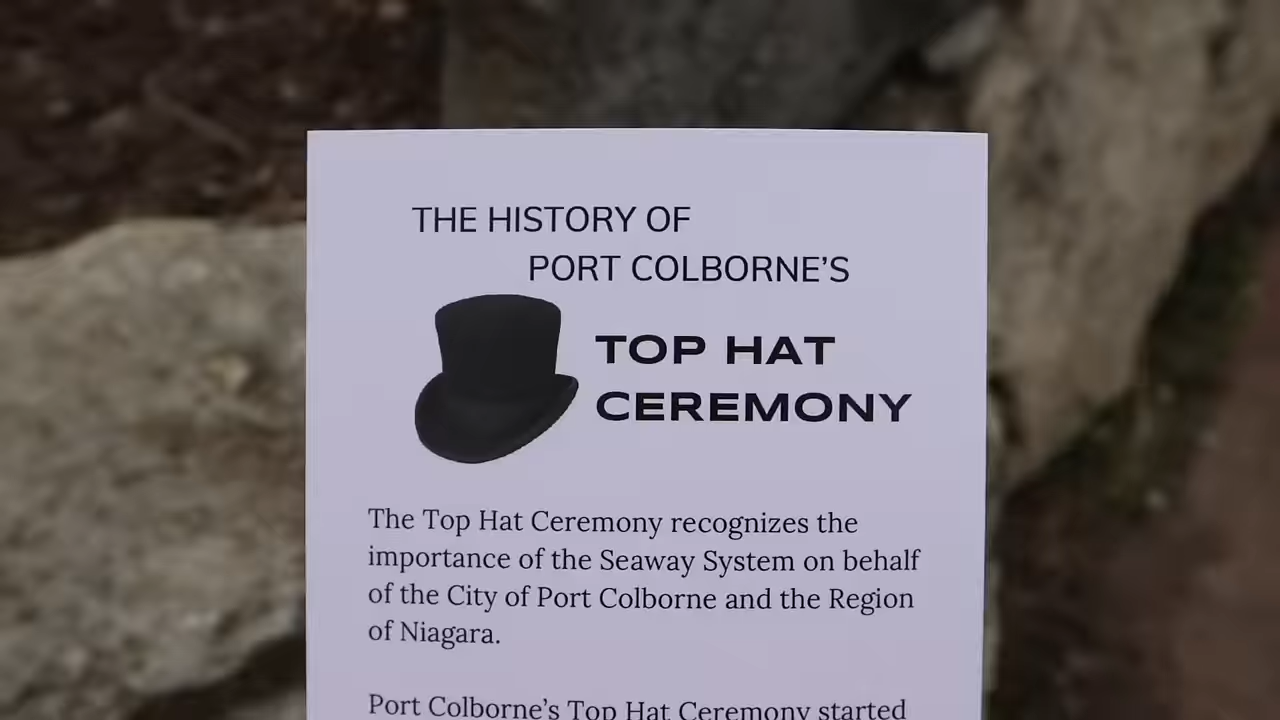 THE HISTORY OF
PORT COLBORNE’S
TOP HAT
CEREMONY
The Top Hat Ceremony recognizes the
importance of the Seaway System on behalf
of the City of Port Colborne and the Region
of Niagara.
Port Colborne’s Top Hat Ceremony started